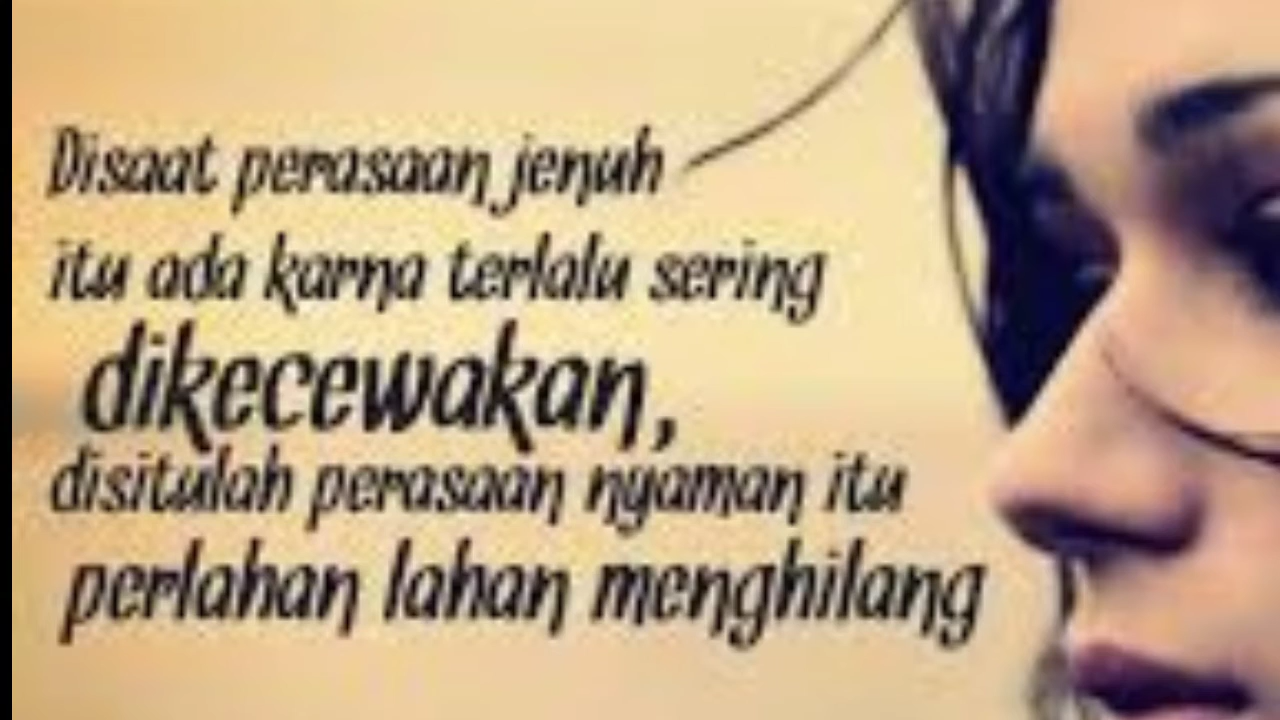 Disaat perasaan jenuh
itu ada karna terlalu sering
dikecewakan,
disitulah perasaan nyaman itu
perlahan lahan menghilang